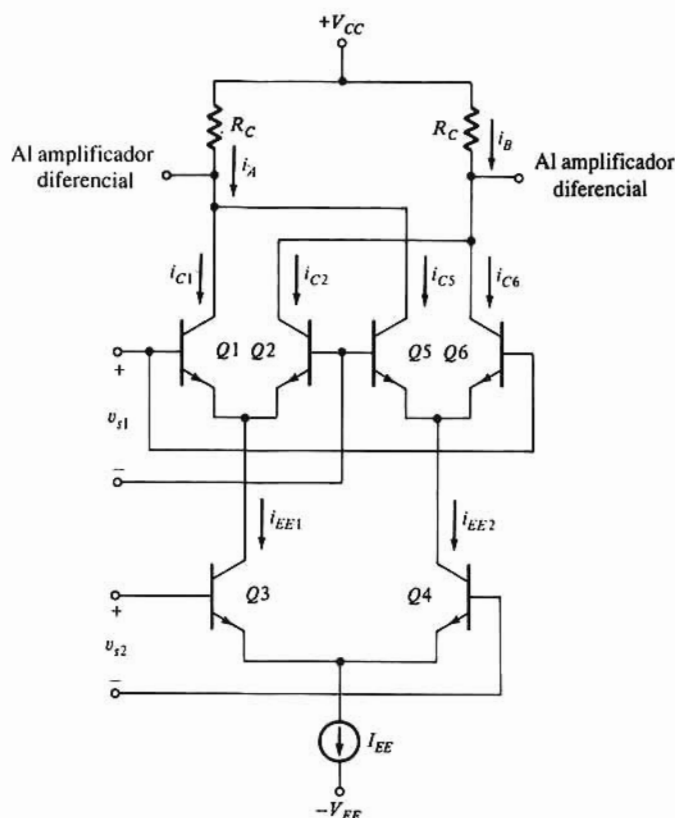 +V_CC
R_C
R_C
i_B
Al amplificador
diferencial
i_A
Al amplificador
diferencial
i_C1
i_C2
i_C5
i_C6
+
Q1 Q2
Q5 Q6
v_s1
−
i_EE1
i_EE2
+
Q3
Q4
v_s2
−
I_EE
−V_EE